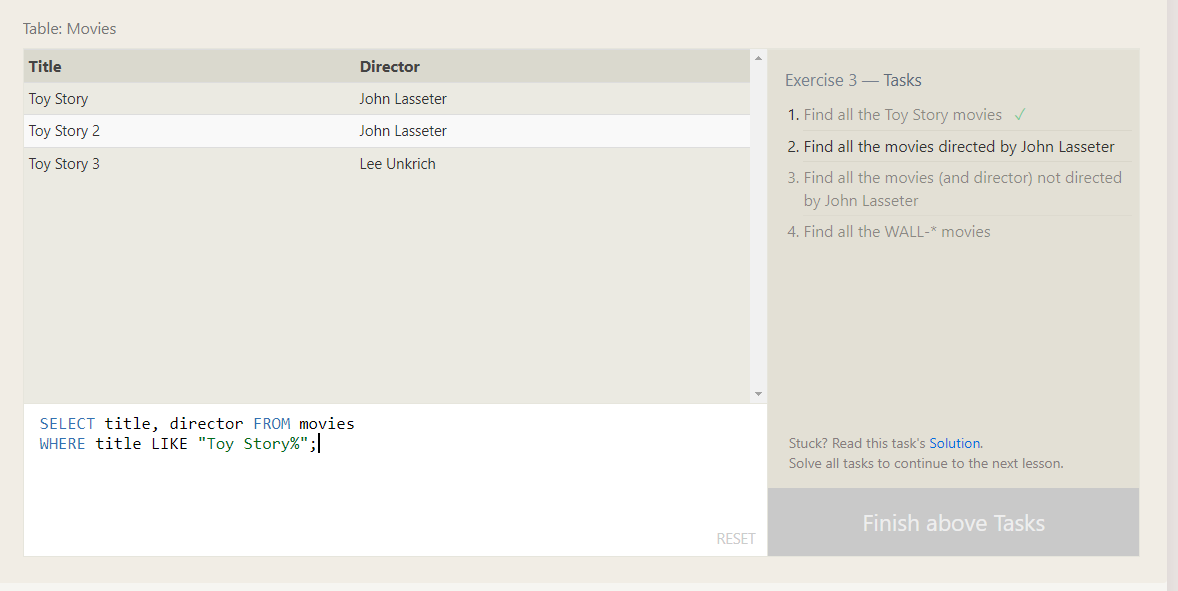 Table: Movies
Title Director
Toy Story John Lasseter
Toy Story 2 John Lasseter
Toy Story 3 Lee Unkrich
SELECT title, director FROM movies
WHERE title LIKE "Toy Story%";
RESET
Exercise 3 — Tasks
1. Find all the Toy Story movies ✓
2. Find all the movies directed by John Lasseter
3. Find all the movies (and director) not directed
by John Lasseter
4. Find all the WALL-* movies
Stuck? Read this task's Solution.
Solve all tasks to continue to the next lesson.
Finish above Tasks